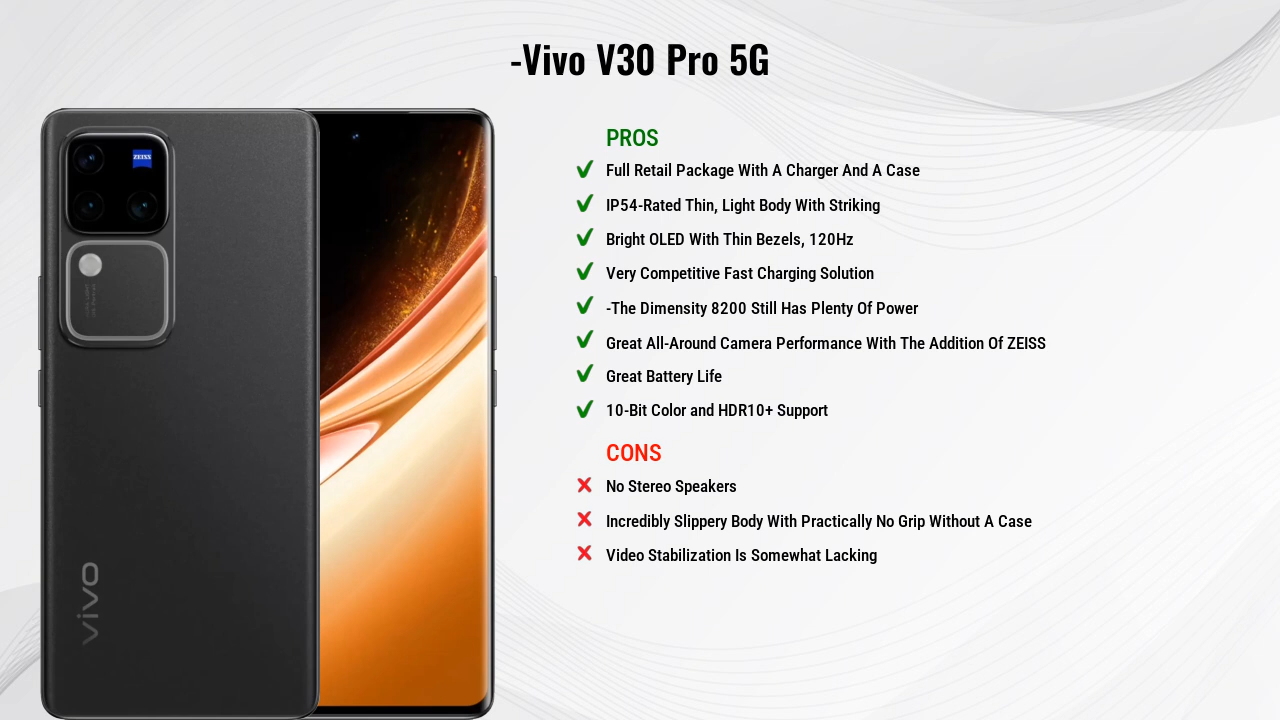 -Vivo V30 Pro 5G
ZEISS
vivo
PROS
Full Retail Package With A Charger And A Case
IP54-Rated Thin, Light Body With Striking
Bright OLED With Thin Bezels, 120Hz
Very Competitive Fast Charging Solution
-The Dimensity 8200 Still Has Plenty Of Power
Great All-Around Camera Performance With The Addition Of ZEISS
Great Battery Life
10-Bit Color and HDR10+ Support
CONS
No Stereo Speakers
Incredibly Slippery Body With Practically No Grip Without A Case
Video Stabilization Is Somewhat Lacking